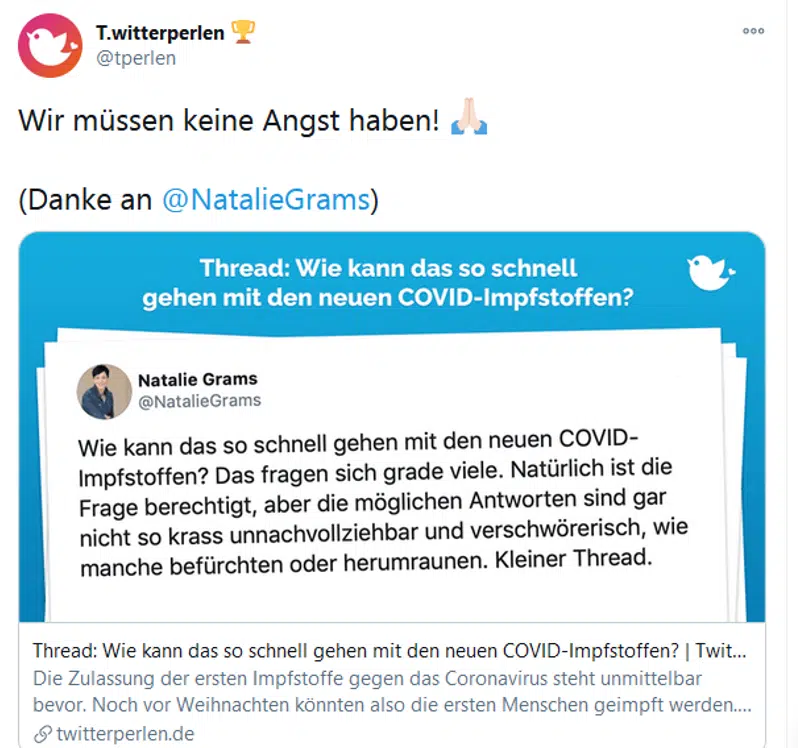 T.witterperlen 🏆
@tperlen
Wir müssen keine Angst haben! 🙏🏻
(Danke an @NatalieGrams)
Thread: Wie kann das so schnell
gehen mit den neuen COVID-Impfstoffen?
Natalie Grams
@NatalieGrams
Wie kann das so schnell gehen mit den neuen COVID-
Impfstoffen? Das fragen sich grade viele. Natürlich ist die
Frage berechtigt, aber die möglichen Antworten sind gar
nicht so krass unnachvollziehbar und verschwörerisch, wie
manche befürchten oder herumraunen. Kleiner Thread.
Thread: Wie kann das so schnell gehen mit den neuen COVID-Impfstoffen? | Twit...
Die Zulassung der ersten Impfstoffe gegen das Coronavirus steht unmittelbar
bevor. Noch vor Weihnachten könnten also die ersten Menschen geimpft werden....
twitterperlen.de